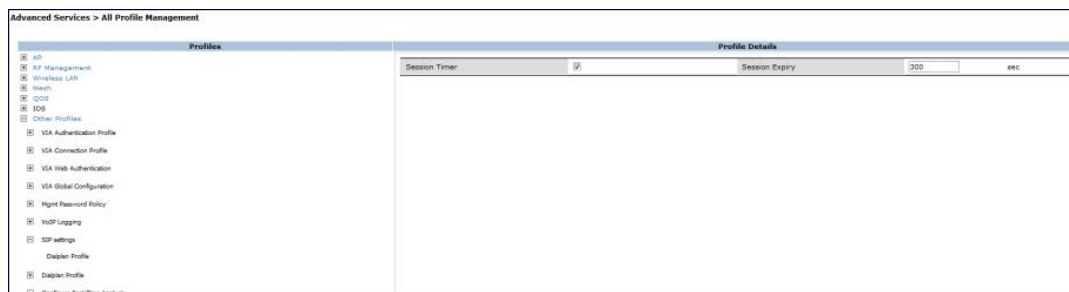 Advanced Services > All Profile Management
Profiles
Profile Details
AP
RF Management
Wireless LAN
Mesh
QOS
IDS
Other Profiles
VIA Authentication Profile
VIA Connection Profile
VIA Web Authentication
VIA Global Configuration
Mgmt Password Policy
VoIP Logging
SIP settings
Dialplan Profile
Dialplan Profile
Session Timer
Session Expiry
300
sec